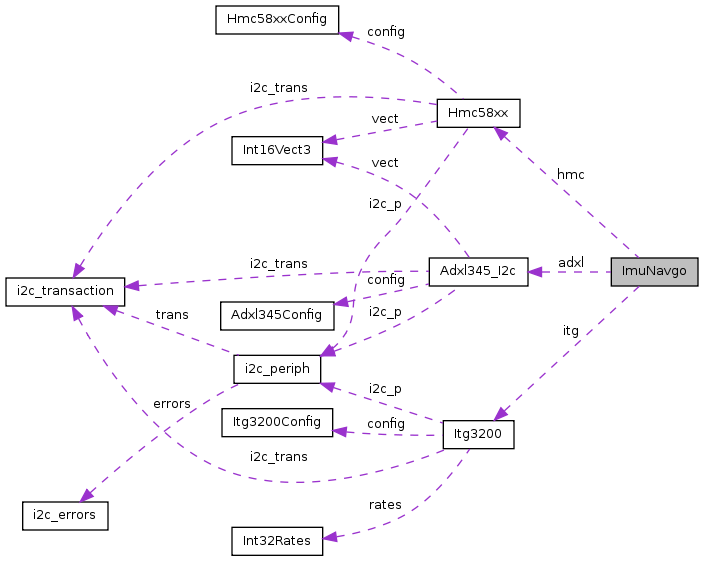 Hmc58xxConfig
config
i2c_trans
Hmc58xx
vect
Int16Vect3
vect
hmc
i2c_p
i2c_trans
adxl
Adxl345_I2c
ImuNavgo
config
i2c_transaction
Adxl345Config
i2c_p
trans
itg
i2c_periph
i2c_p
errors
Itg3200Config
config
Itg3200
i2c_trans
rates
i2c_errors
Int32Rates